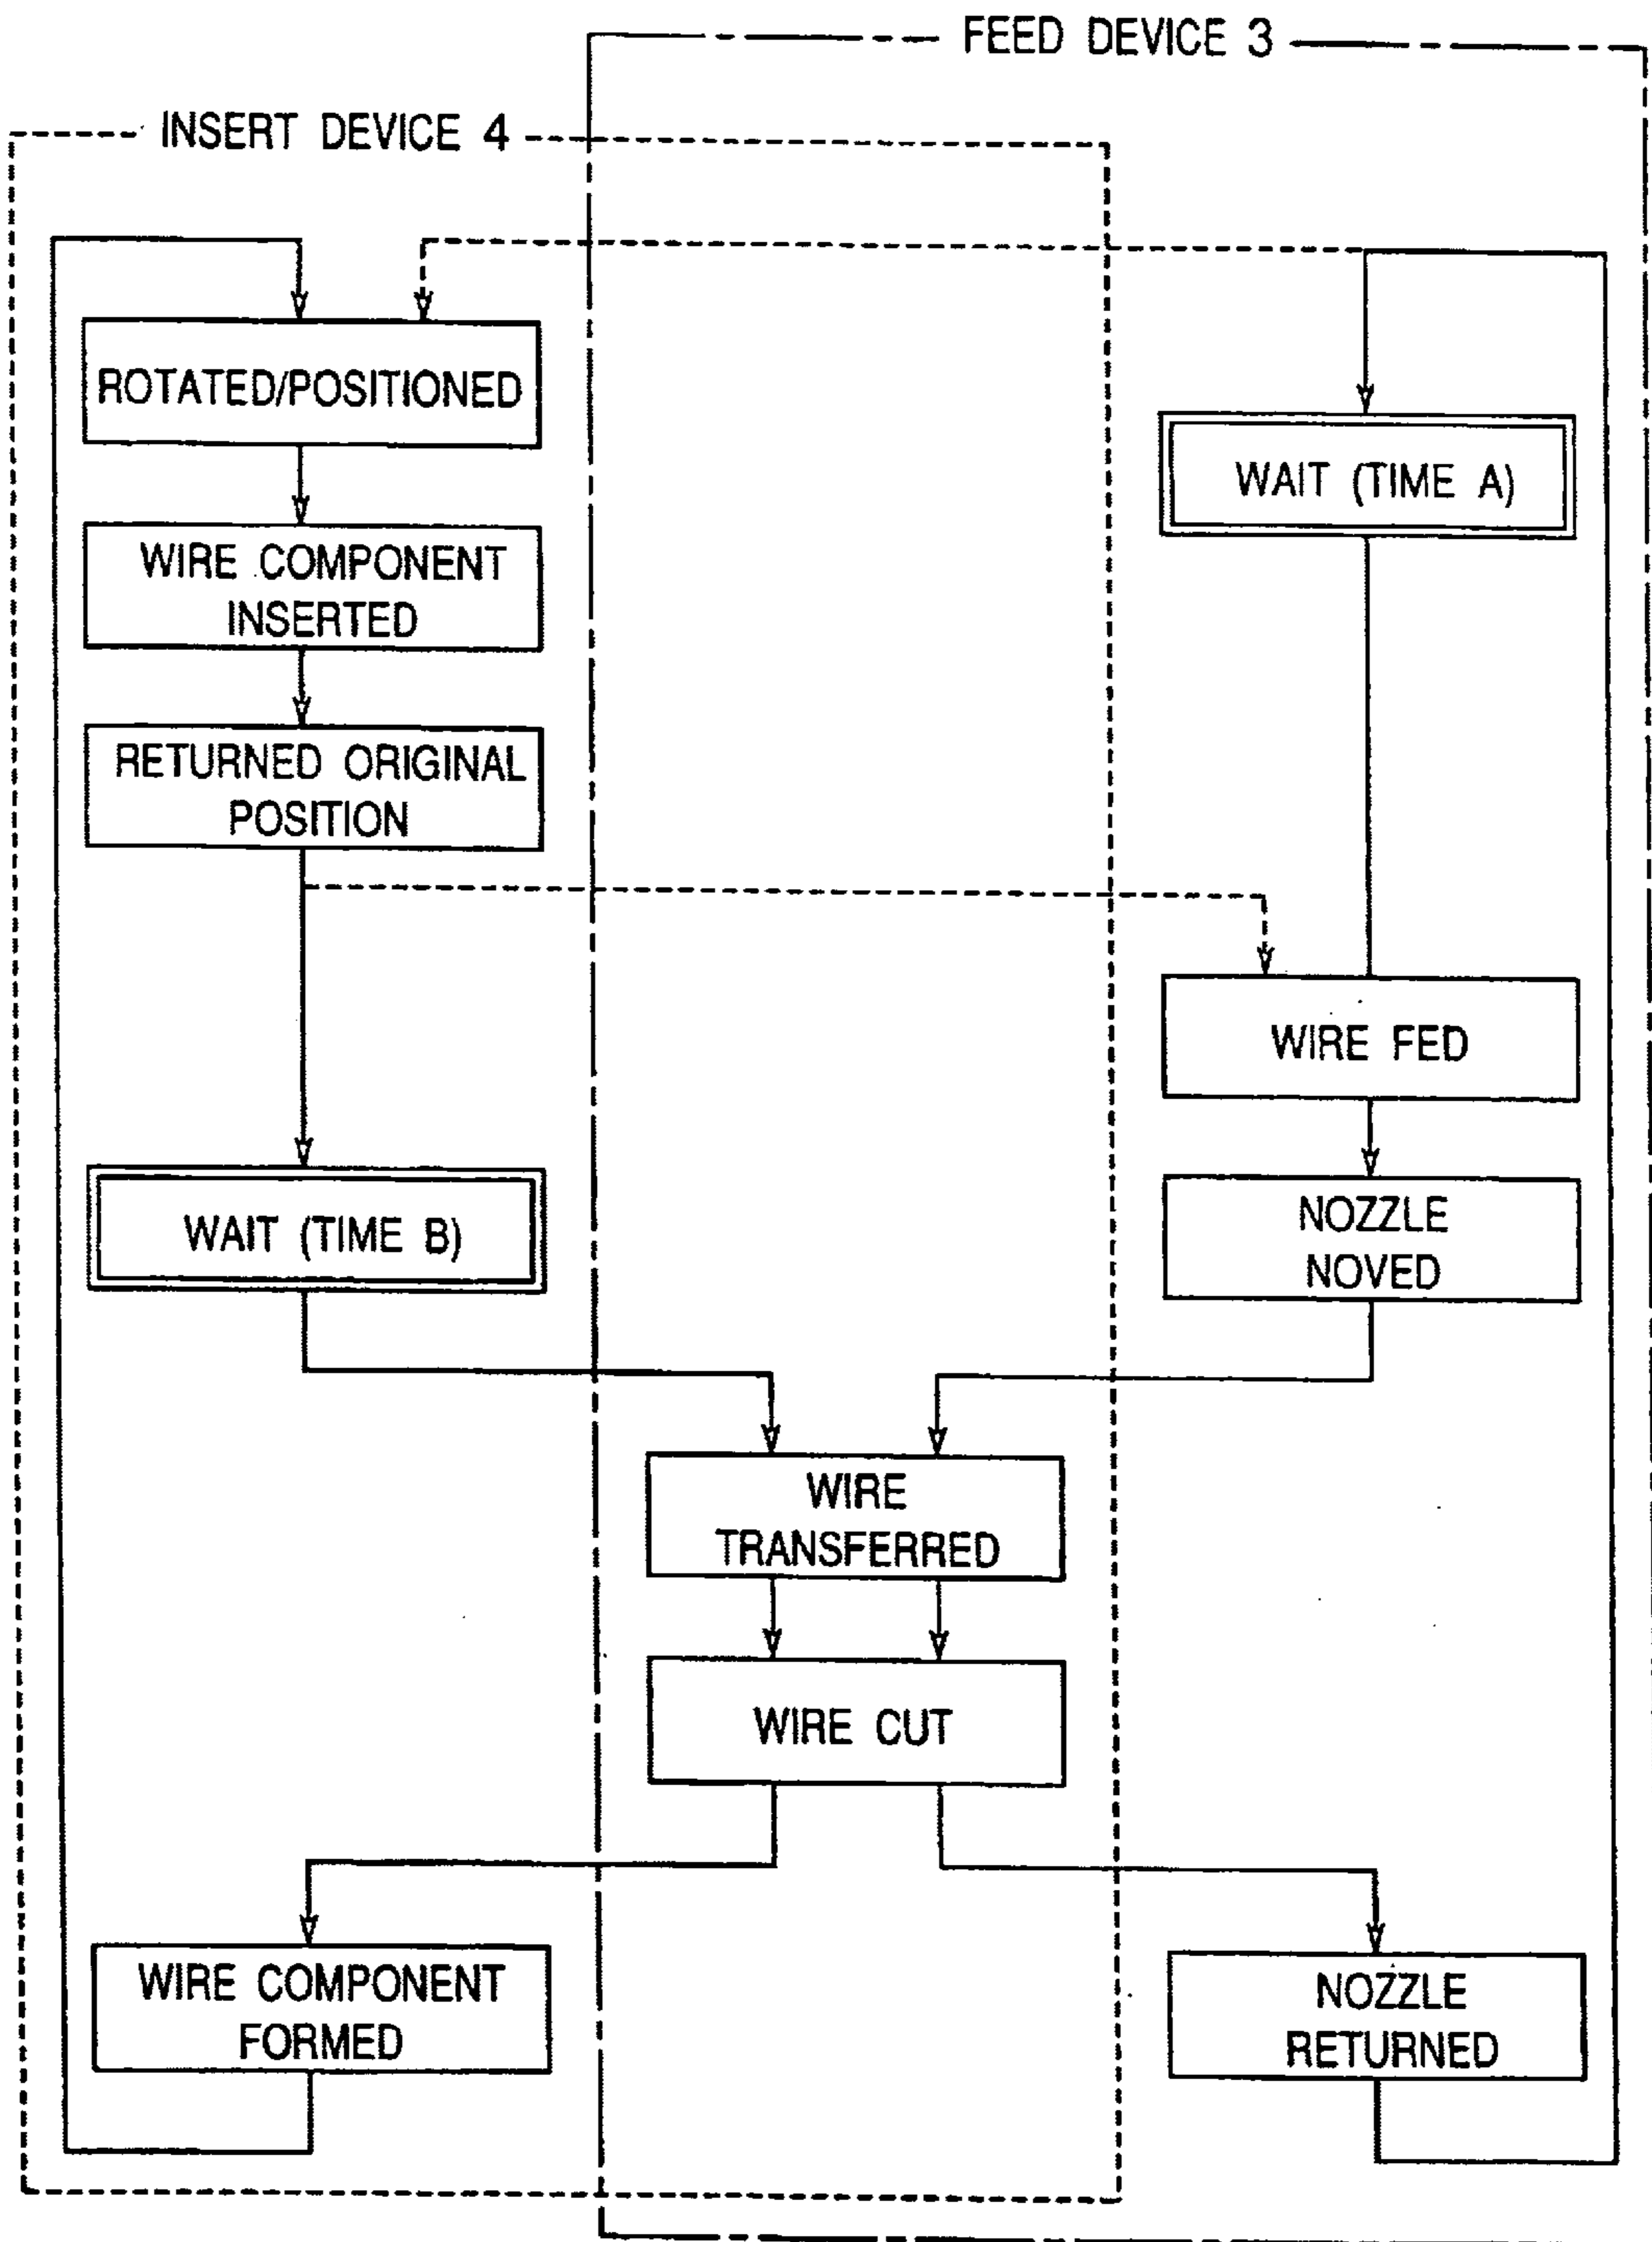 FEED DEVICE 3
INSERT DEVICE 4
ROTATED/POSITIONED
WAIT (TIME A)
WIRE COMPONENT
INSERTED
RETURNED ORIGINAL
POSITION
WIRE FED
WAIT (TIME B)
NOZZLE
NOVED
WIRE
TRANSFERRED
WIRE CUT
WIRE COMPONENT
FORMED
NOZZLE
RETURNED